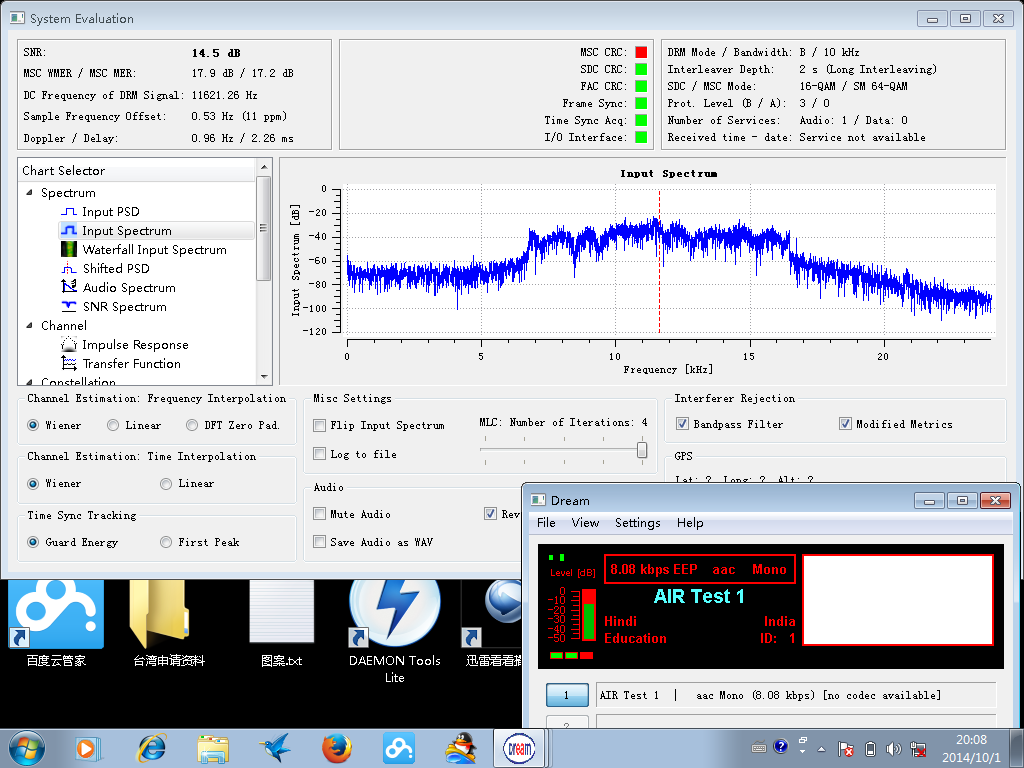 System Evaluation
SNR: 14.5 dB
MSC WMER / MSC MER: 17.9 dB / 17.2 dB
DC Frequency of DRM Signal: 11621.26 Hz
Sample Frequency Offset: 0.53 Hz (11 ppm)
Doppler / Delay: 0.96 Hz / 2.26 ms
MSC CRC:
SDC CRC:
FAC CRC:
Frame Sync:
Time Sync Acq:
I/O Interface:
DRM Mode / Bandwidth: B / 10 kHz
Interleaver Depth: 2 s (Long Interleaving)
SDC / MSC Mode: 16-QAM / SM 64-QAM
Prot. Level (B / A): 3 / 0
Number of Services: Audio: 1 / Data: 0
Received time - date: Service not available
Chart Selector
Spectrum
Input PSD
Input Spectrum
Waterfall Input Spectrum
Shifted PSD
Audio Spectrum
SNR Spectrum
Channel
Impulse Response
Transfer Function
Constellation
Input Spectrum
Input Spectrum [dB]
0
-20
-40
-60
-80
-100
-120
0 5 10 15 20
Frequency [kHz]
Channel Estimation: Frequency Interpolation
Wiener Linear DFT Zero Pad.
Channel Estimation: Time Interpolation
Wiener Linear
Time Sync Tracking
Guard Energy First Peak
Misc Settings
Flip Input Spectrum
Log to file
MLC: Number of Iterations: 4
Audio
Mute Audio Rev
Save Audio as WAV
Interferer Rejection
Bandpass Filter Modified Metrics
GPS
Lat: ? Long: ? Alt: ?
Dream
File View Settings Help
Level [dB]
0
-10
-20
-30
-40
-50
8.08 kbps EEP aac Mono
AIR Test 1
Hindi India
Education ID: 1
1 AIR Test 1 | aac Mono (8.08 kbps) [no codec available]
2
百度云管家
台湾申请资料
图案.txt
DAEMON Tools
Lite
迅雷看看播
Dream
20:08
2014/10/1